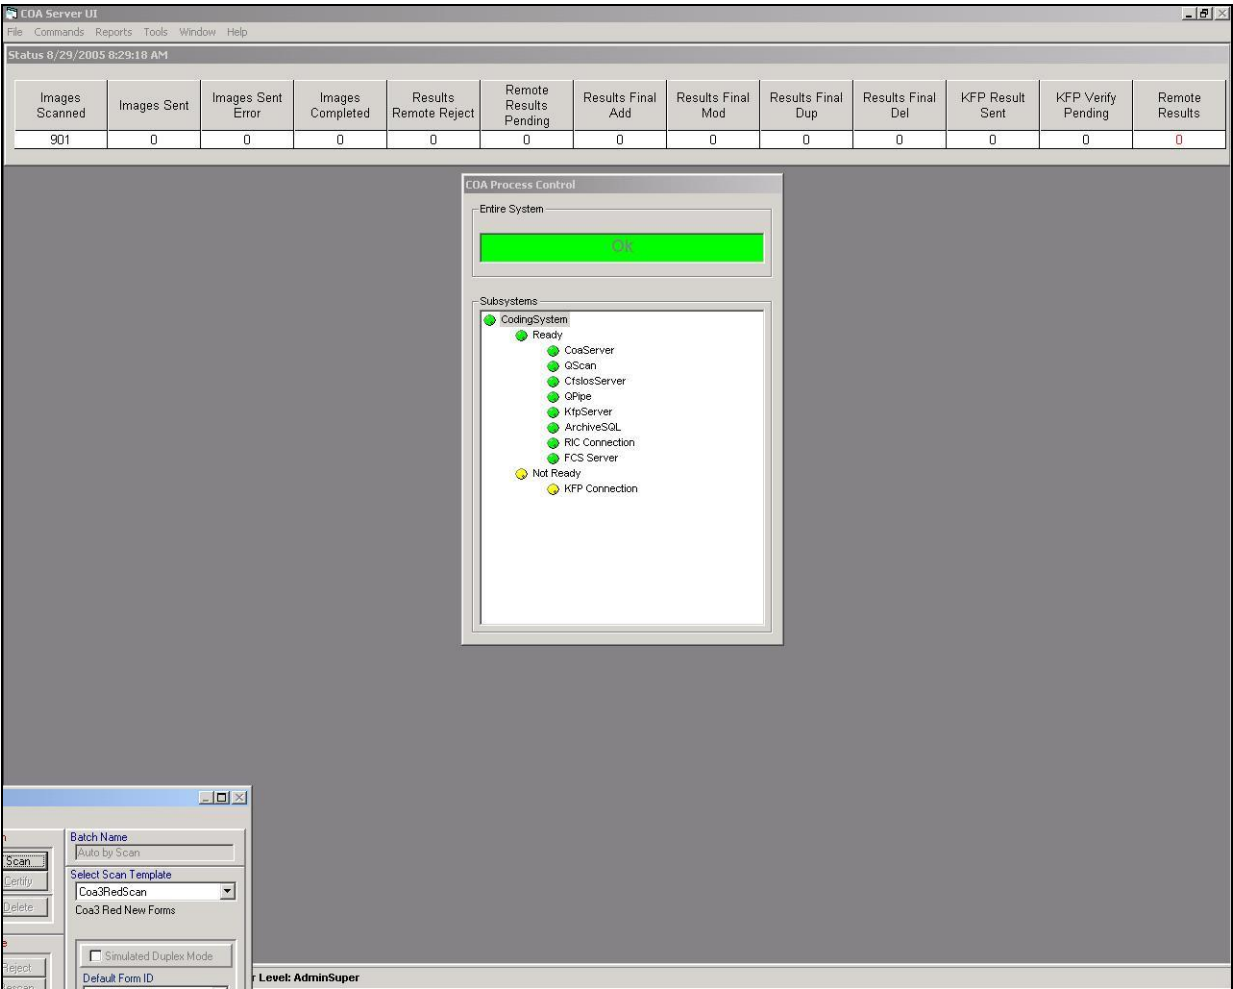 COA Server UI
File Commands Reports Tools Window Help
Status 8/29/2005 8:29:18 AM
Images Scanned
Images Sent
Images Sent Error
Images Completed
Results Remote Reject
Remote Results Pending
Results Final Add
Results Final Mod
Results Final Dup
Results Final Del
KFP Result Sent
KFP Verify Pending
Remote Results
901 0 0 0 0 0 0 0 0 0 0 0 0
COA Process Control
Entire System
Ok
Subsystems
CodingSystem
Ready
CoaServer
QScan
CfslosServer
QPipe
KfpServer
ArchiveSQL
RIC Connection
FCS Server
Not Ready
KFP Connection
Batch Name
Auto by Scan
Scan
Certify
Delete
Select Scan Template
Coa3RedScan
Coa3 Red New Forms
Simulated Duplex Mode
Reject
Default Form ID
r Level: AdminSuper